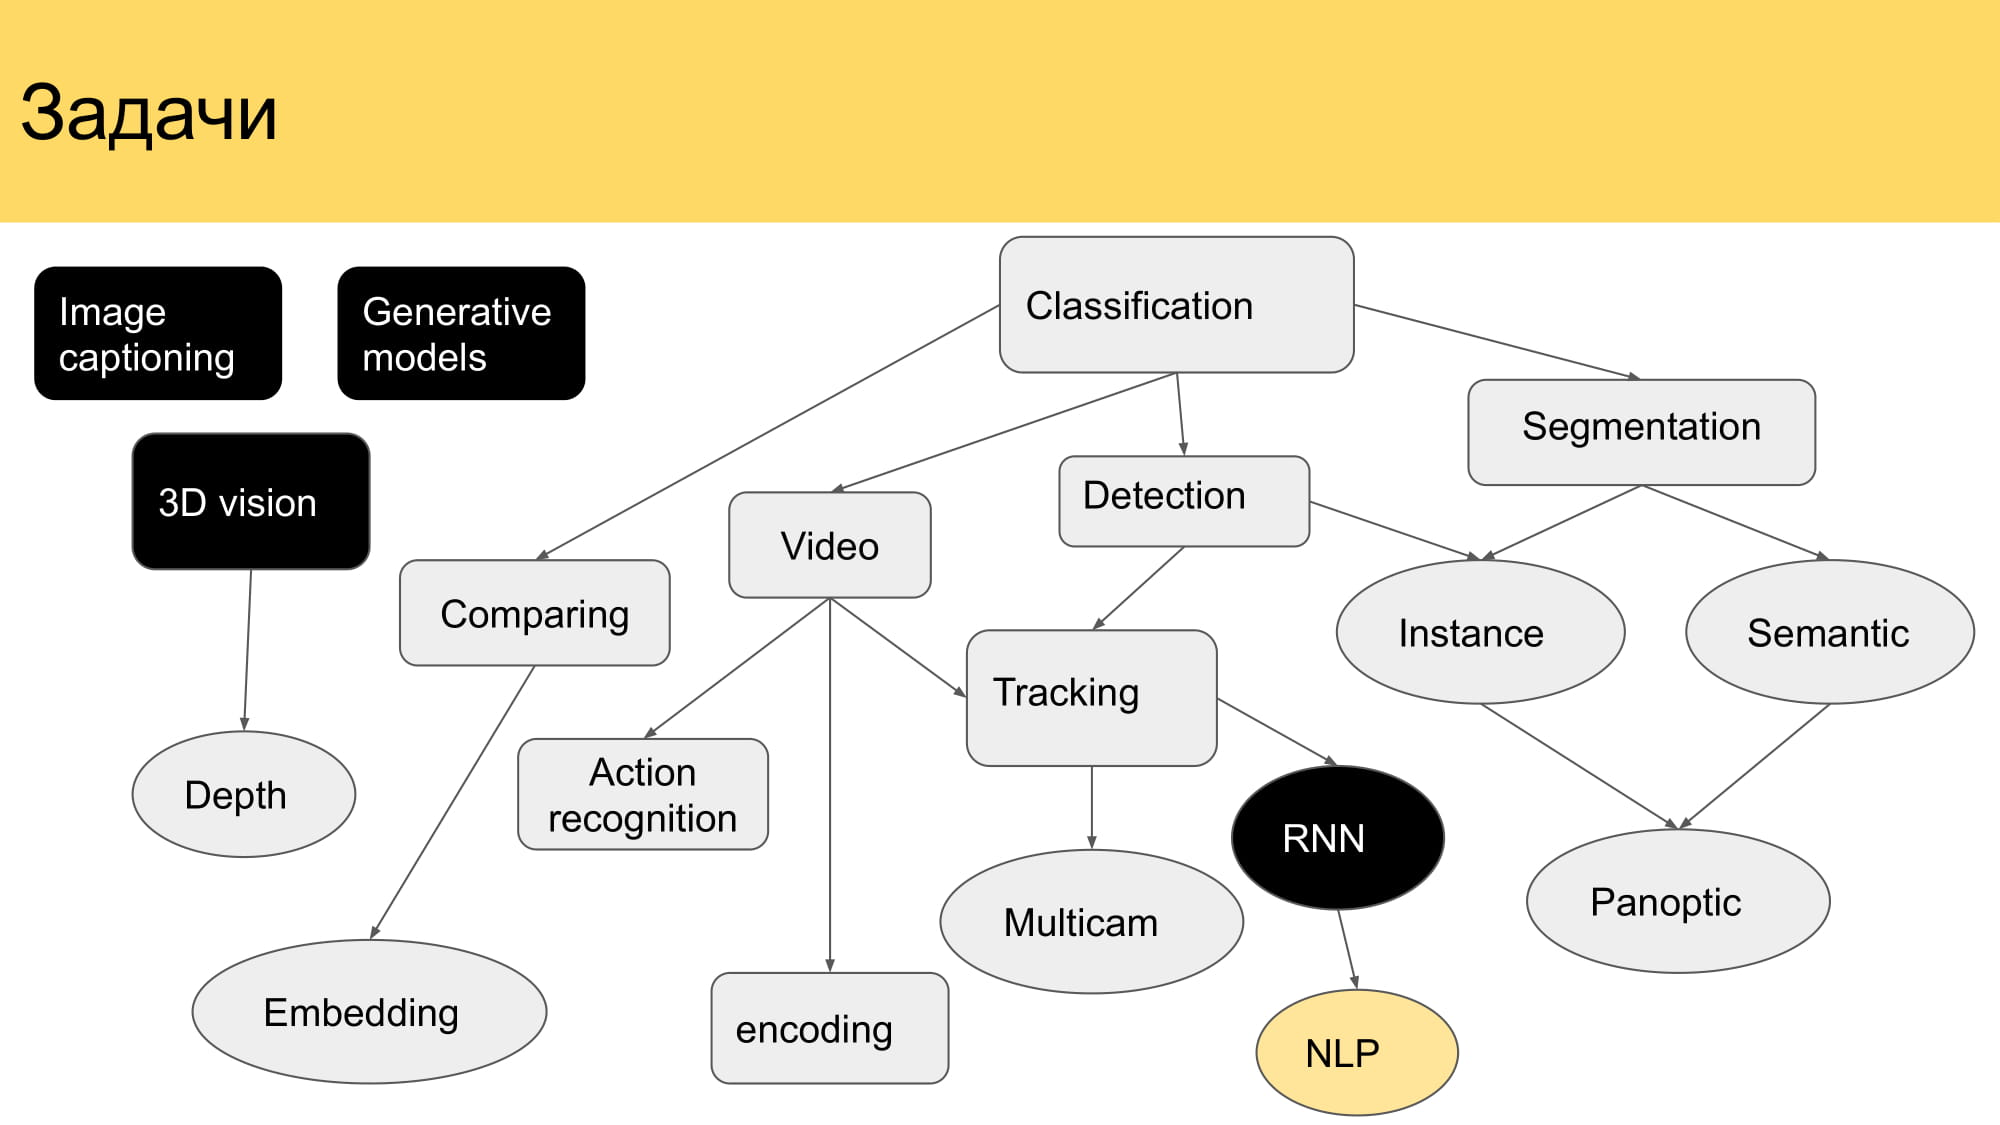 Задачи
Image
captioning
Generative
models
Classification
Segmentation
3D vision
Detection
Video
Comparing
Instance
Semantic
Tracking
Action
recognition
Depth
RNN
Panoptic
Multicam
Embedding
encoding
NLP